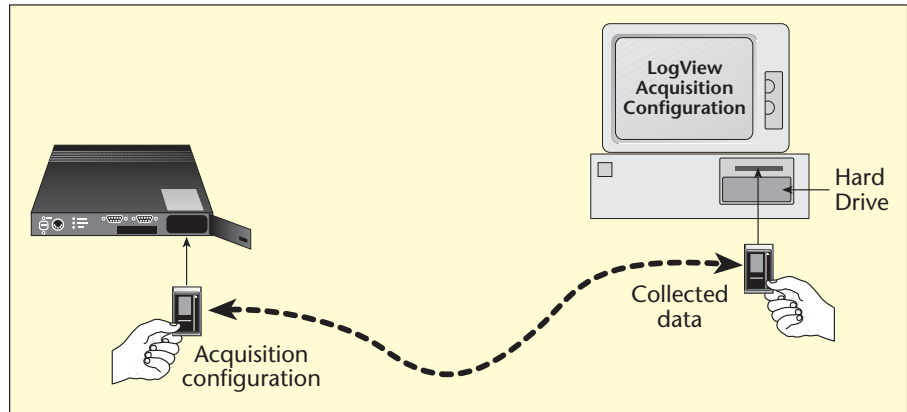 LogView
Acquisition
Configuration
Hard
Drive
Collected
data
Acquisition
configuration